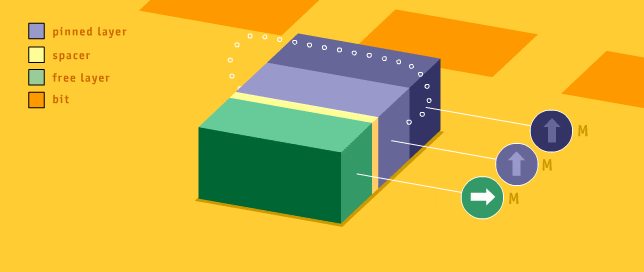 pinned layer
spacer
free layer
bit
M
M
M